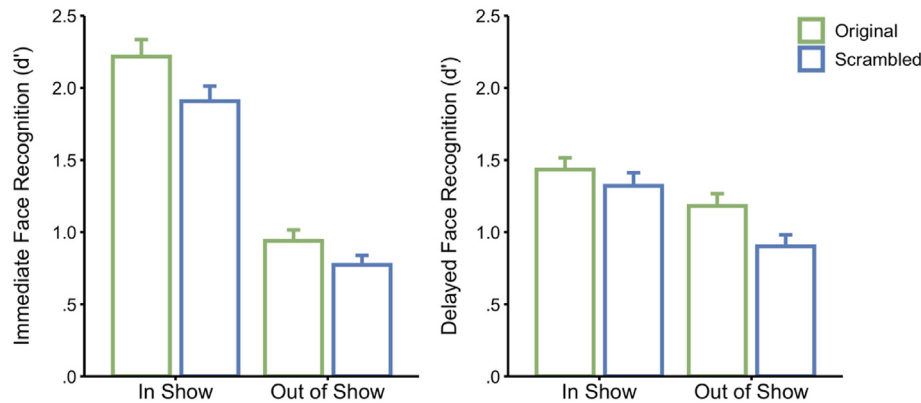 Immediate Face Recognition (d')
2.5
2.0
1.5
1.0
.5
.0
In Show
Out of Show
Delayed Face Recognition (d')
2.5
2.0
1.5
1.0
.5
.0
In Show
Out of Show
Original
Scrambled